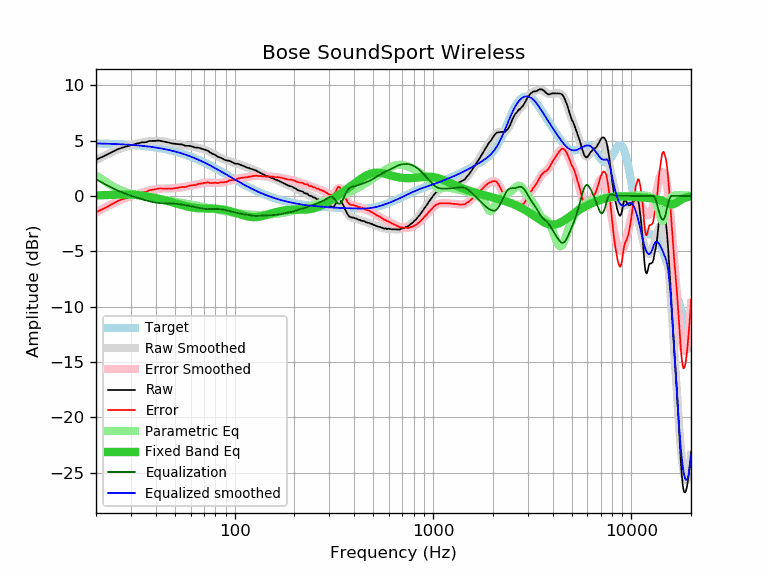 Bose SoundSport Wireless
Amplitude (dBr)
10
5
0
−5
−10
−15
−20
−25
Target
Raw Smoothed
Error Smoothed
Raw
Error
Parametric Eq
Fixed Band Eq
Equalization
Equalized smoothed
100
1000
10000
Frequency (Hz)